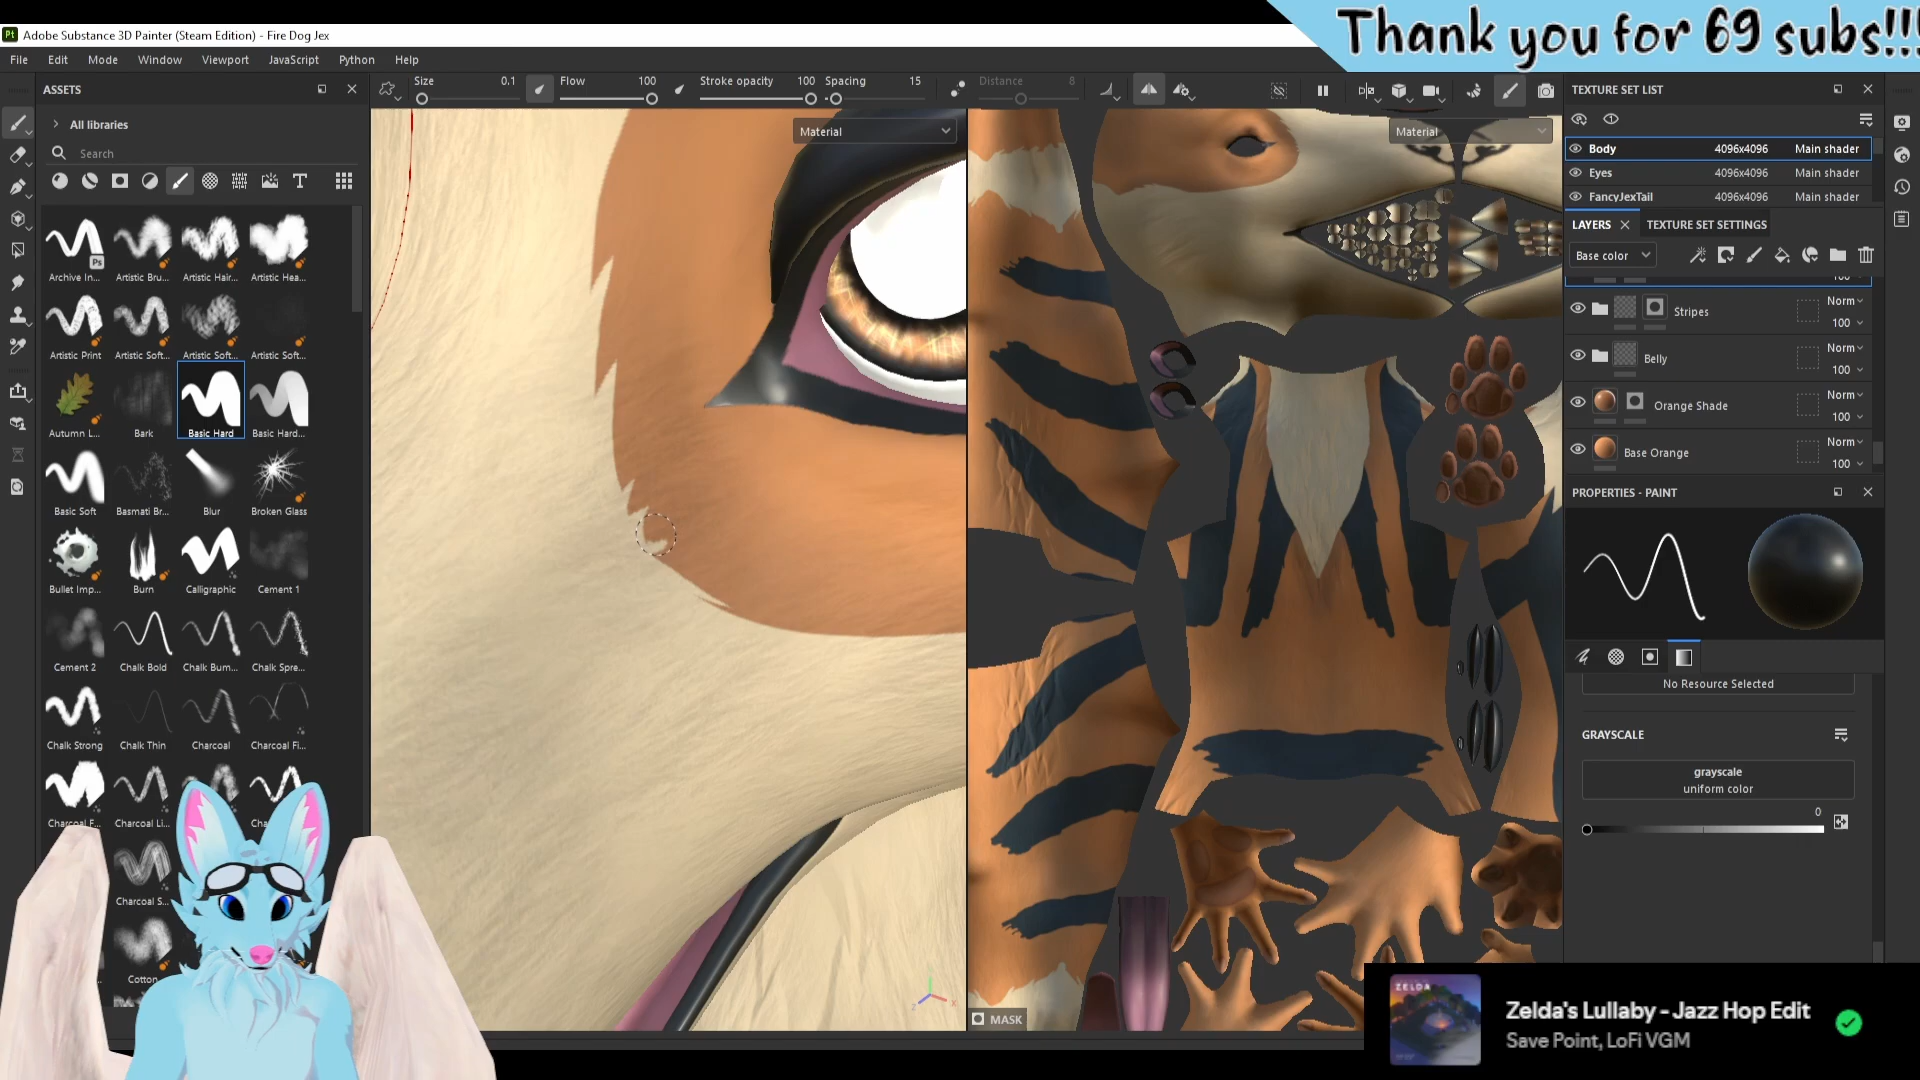 Thank you for 69 subs!!!
Adobe Substance 3D Painter (Steam Edition) - Fire Dog Jex
File Edit Mode Window Viewport JavaScript Python Help
ASSETS
Size 0.1 Flow 100 Stroke opacity 100 Spacing 15 Distance 8
TEXTURE SET LIST
All libraries
Search
Material
Material
Body 4096x4096 Main shader
Eyes 4096x4096 Main shader
FancyJexTail 4096x4096 Main shader
LAYERS TEXTURE SET SETTINGS
Base color
100
Stripes Norm 100
Belly Norm 100
Orange Shade Norm 100
Base Orange Norm 100
PROPERTIES - PAINT
No Resource Selected
GRAYSCALE
grayscale
uniform color
0
Archive In... Artistic Bru... Artistic Hair... Artistic Hea...
Artistic Print Artistic Soft... Artistic Soft... Artistic Soft...
Autumn L... Bark Basic Hard Basic Hard...
Basic Soft Basmati Br... Blur Broken Glass
Bullet Imp... Burn Calligraphic Cement 1
Cement 2 Chalk Bold Chalk Bum... Chalk Spre...
Chalk Strong Chalk Thin Charcoal Charcoal Fi...
Charcoal F... Charcoal Li...
Charcoal S...
Cotton
MASK
ZELDA
Zelda's Lullaby - Jazz Hop Edit
Save Point, LoFi VGM